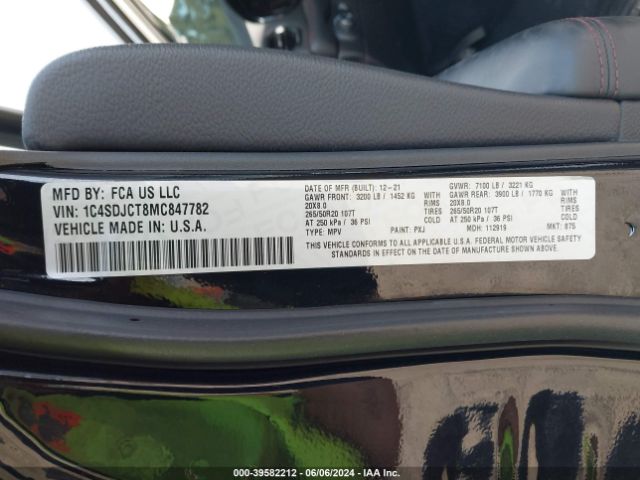 MFD BY: FCA US LLC
VIN: 1C4SDJCT8MC847782
VEHICLE MADE IN: U.S.A.
DATE OF MFR (BUILT): 12-21
GVWR: 7100 LB / 3221 KG
GAWR FRONT: 3200 LB / 1452 KG
GAWR REAR: 3900 LB / 1770 KG
20X8.0 RIMS
20X8.0 RIMS
265/50R20 107T TIRES
265/50R20 107T TIRES
AT 250 kPa / 36 PSI COLD
AT 250 kPa / 36 PSI COLD
TYPE: MPV PAINT: PXJ MDH: 112919 MKT: 875
THIS VEHICLE CONFORMS TO ALL APPLICABLE U.S.A. FEDERAL MOTOR VEHICLE SAFETY
STANDARDS IN EFFECT ON THE DATE OF MANUFACTURE SHOWN ABOVE.
000-39582212 - 06/06/2024 - IAA Inc.